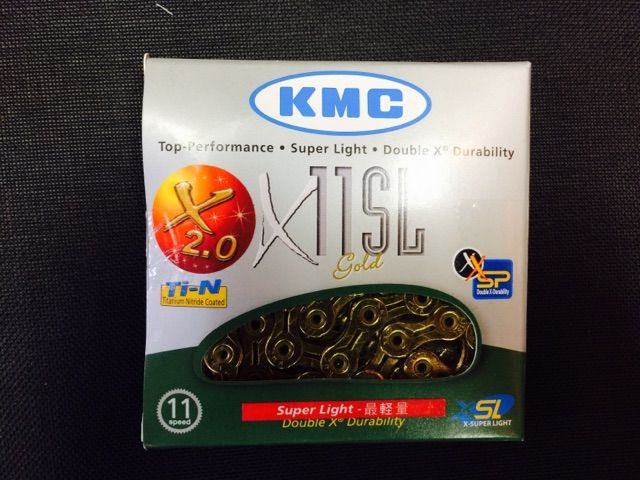 KMC
Top-Performance • Super Light • Double X® Durability
X
2.0
X11SL
Gold
Ti-N
Titanium Nitride Coated
XSP
Double X-Durability
11
speed
Super Light - 最軽量
Double X® Durability
XSL
X-SUPER LIGHT